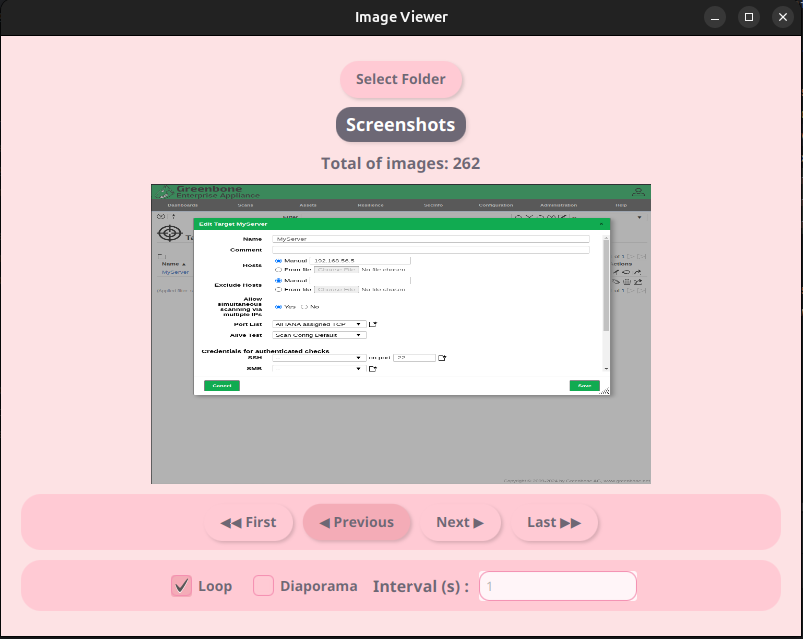 Image Viewer
Select Folder
Screenshots
Total of images: 262
Greenbone
Enterprise Appliance
Dashboards Scans Assets Resilience SecInfo Configuration Administration Help
Edit Target MyServer
Name MyServer
Comment
Hosts Manual 192.168.56.5
From file Choose File No file chosen
Exclude Hosts Manual
From file Choose File No file chosen
Allow
simultaneous
scanning via
multiple IPs
Yes No
Port List All IANA assigned TCP
Alive Test Scan Config Default
Credentials for authenticated checks
SSH on port 22
SMB
Cancel Save
Name
MyServer
◀◀ First ◀ Previous Next ▶ Last ▶▶
Loop Diaporama Interval (s) : 1